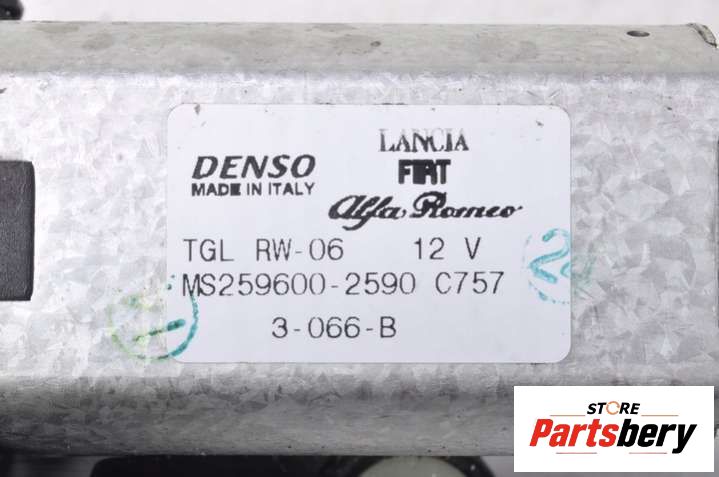 DENSO
MADE IN ITALY
LANCIA
FIAT
Alfa Romeo
TGL RW-06 12 V
MS259600-2590 C757
3-066-B
STORE
Partsbery